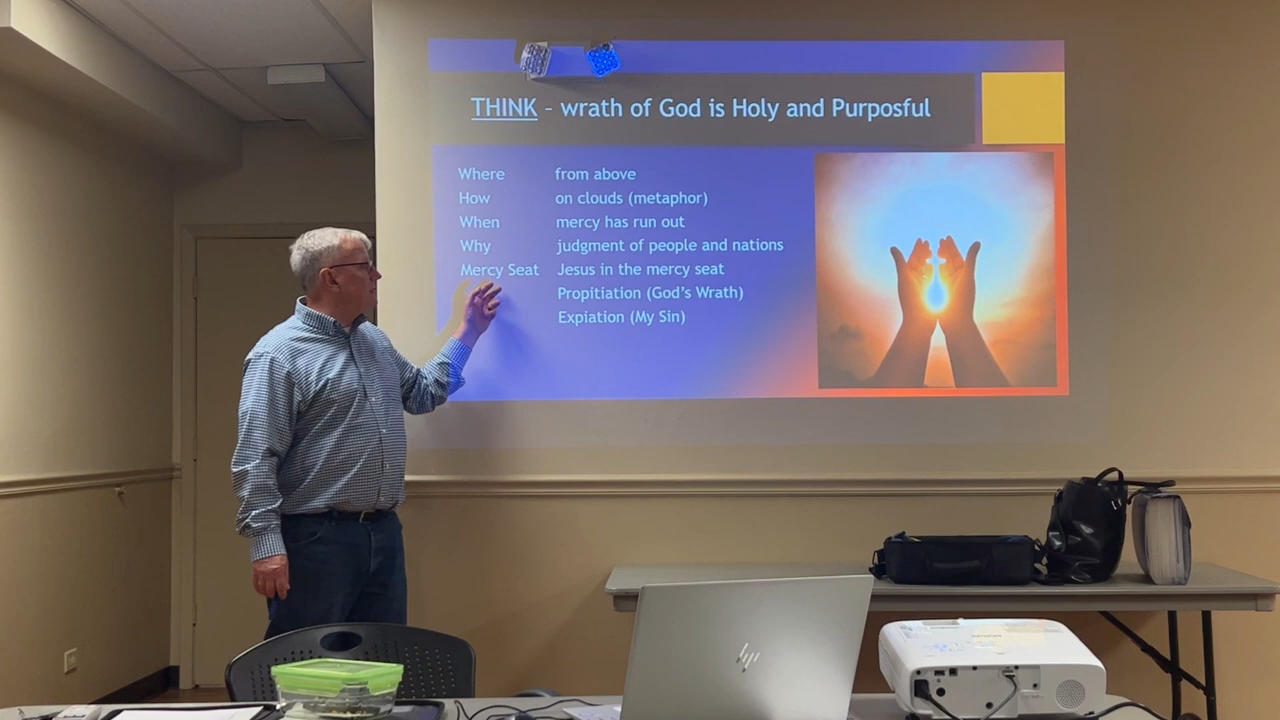 THINK - wrath of God is Holy and Purposful
Where from above
How on clouds (metaphor)
When mercy has run out
Why judgment of people and nations
Mercy Seat Jesus in the mercy seat
Propitiation (God's Wrath)
Expiation (My Sin)
hp